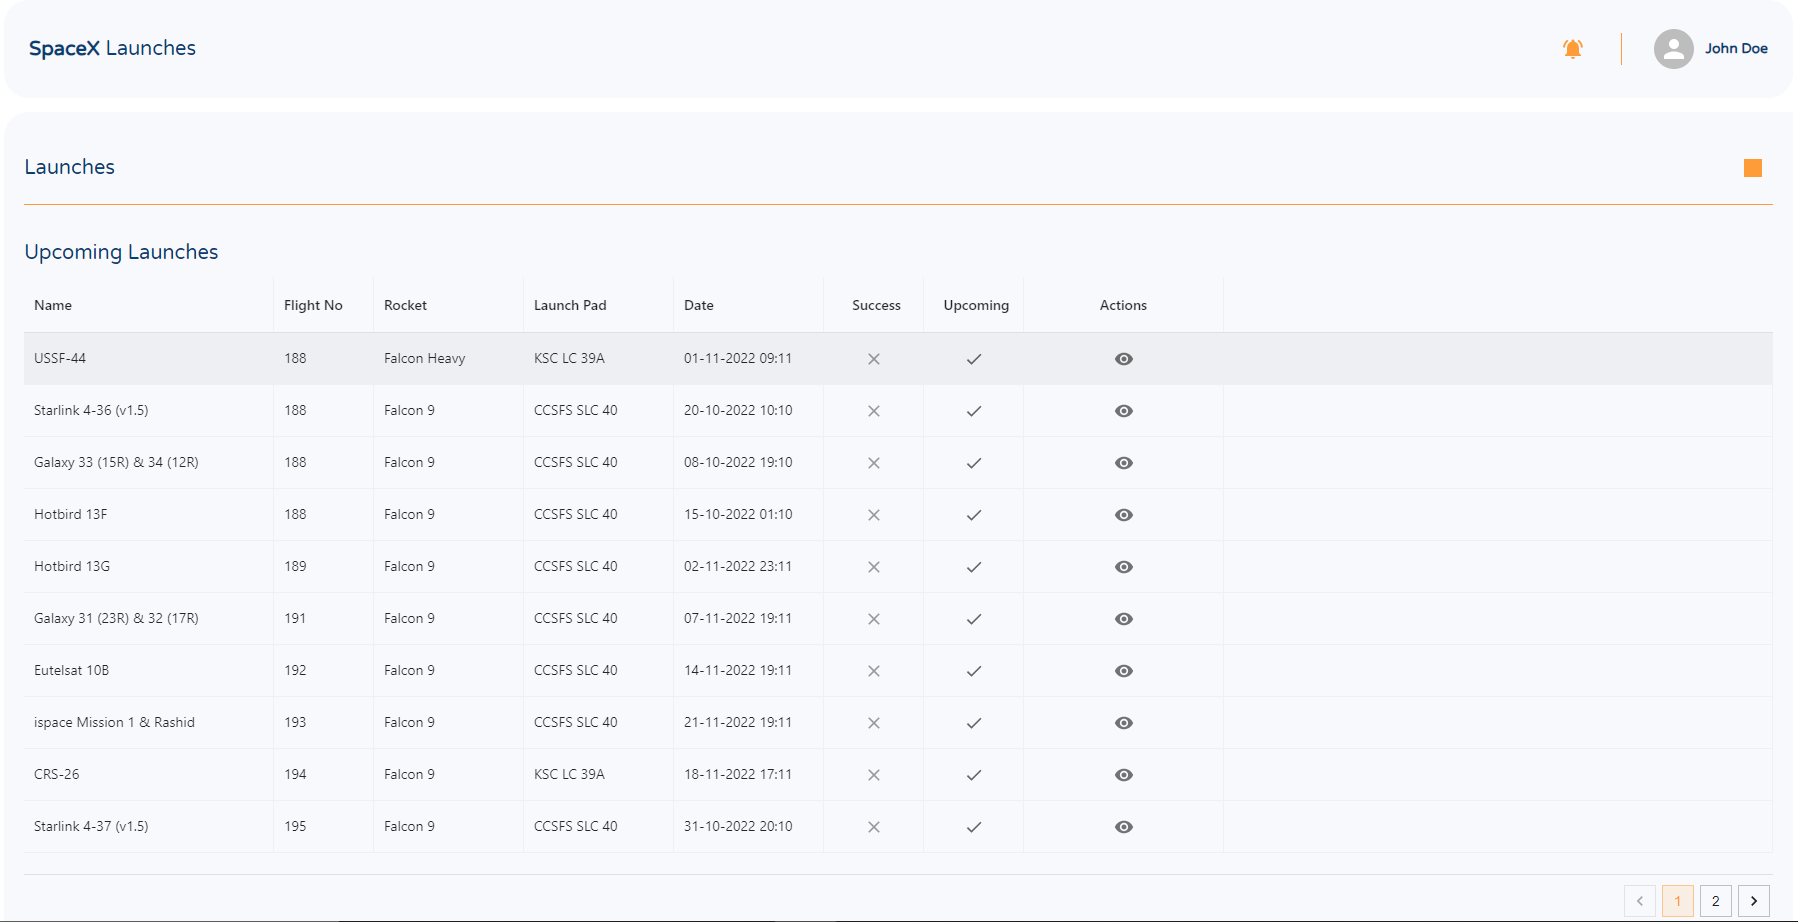 SpaceX Launches
John Doe
Launches
Upcoming Launches
Name Flight No Rocket Launch Pad Date Success Upcoming Actions
USSF-44 188 Falcon Heavy KSC LC 39A 01-11-2022 09:11
Starlink 4-36 (v1.5) 188 Falcon 9 CCSFS SLC 40 20-10-2022 10:10
Galaxy 33 (15R) & 34 (12R) 188 Falcon 9 CCSFS SLC 40 08-10-2022 19:10
Hotbird 13F 188 Falcon 9 CCSFS SLC 40 15-10-2022 01:10
Hotbird 13G 189 Falcon 9 CCSFS SLC 40 02-11-2022 23:11
Galaxy 31 (23R) & 32 (17R) 191 Falcon 9 CCSFS SLC 40 07-11-2022 19:11
Eutelsat 10B 192 Falcon 9 CCSFS SLC 40 14-11-2022 19:11
ispace Mission 1 & Rashid 193 Falcon 9 CCSFS SLC 40 21-11-2022 19:11
CRS-26 194 Falcon 9 KSC LC 39A 18-11-2022 17:11
Starlink 4-37 (v1.5) 195 Falcon 9 CCSFS SLC 40 31-10-2022 20:10
1 2